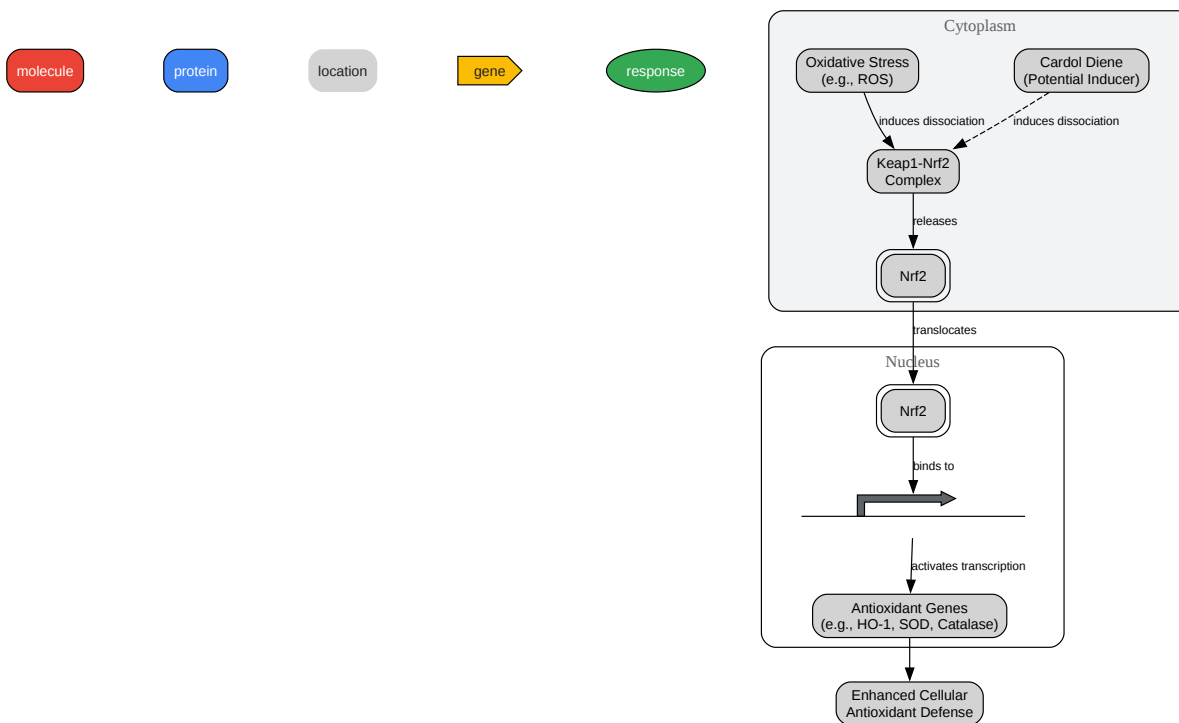 Cytoplasm
molecule
protein
location
gene
response
Oxidative Stress
(e.g., ROS)
Cardol Diene
(Potential Inducer)
induces dissociation
induces dissociation
Keap1-Nrf2
Complex
releases
Nrf2
translocates
Nucleus
Nrf2
binds to
activates transcription
Antioxidant Genes
(e.g., HO-1, SOD, Catalase)
Enhanced Cellular
Antioxidant Defense